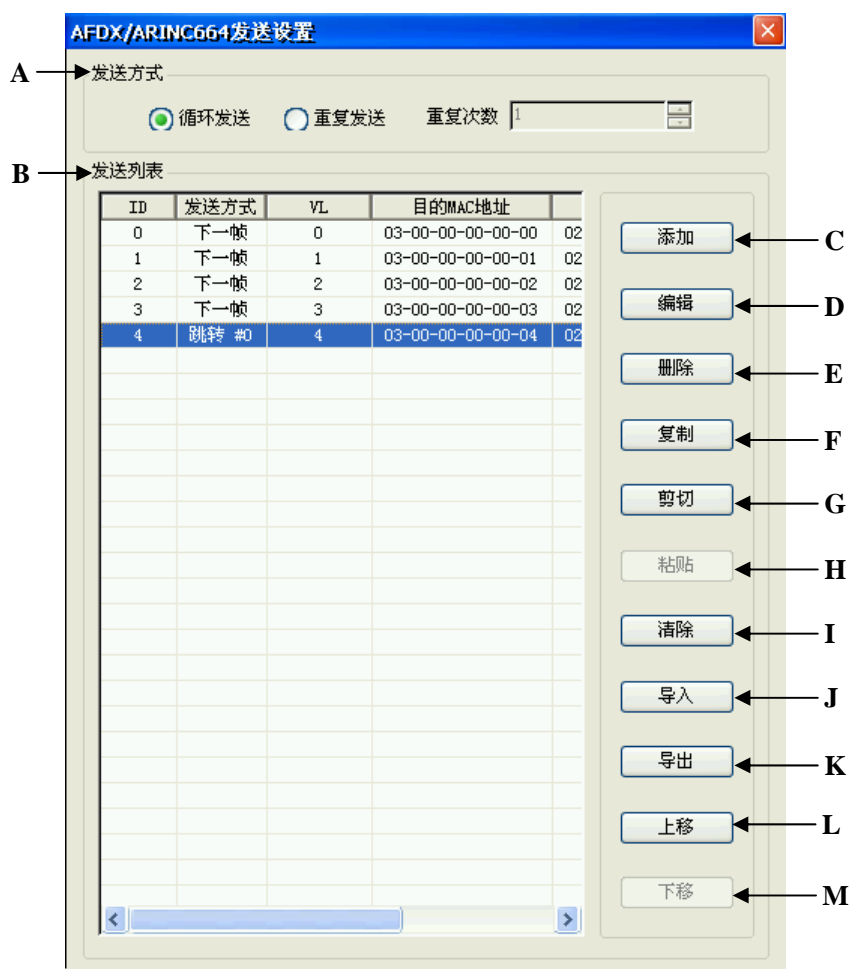 AFDX/ARINC664发送设置
A
发送方式
循环发送 重复发送 重复次数 1
B
发送列表
ID 发送方式 VL 目的MAC地址
0 下一帧 0 03-00-00-00-00-00 02
1 下一帧 1 03-00-00-00-00-01 02
2 下一帧 2 03-00-00-00-00-02 02
3 下一帧 3 03-00-00-00-00-03 02
4 跳转 #0 4 03-00-00-00-00-04 02
添加 C
编辑 D
删除 E
复制 F
剪切 G
粘贴 H
清除 I
导入 J
导出 K
上移 L
下移 M